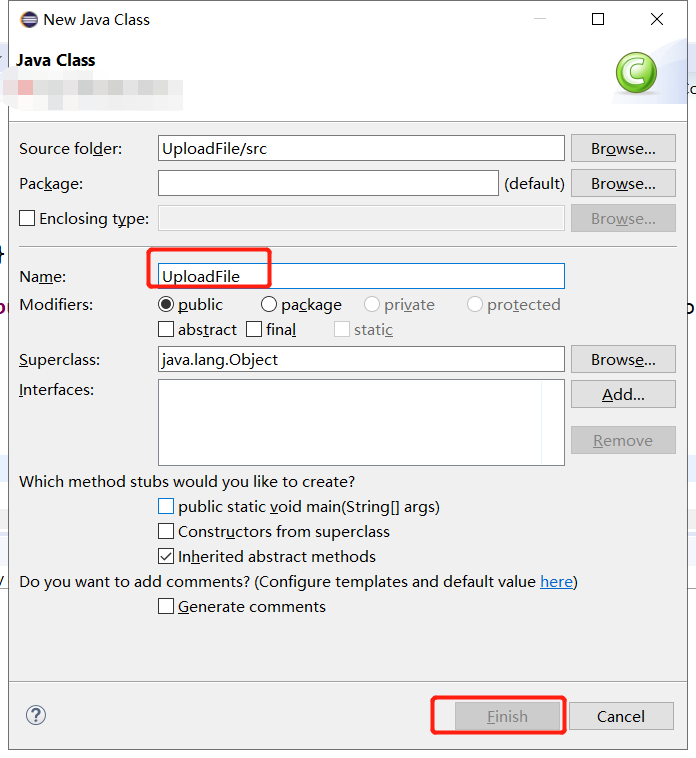 New Java Class
Java Class
Source folder: UploadFile/src Browse...
Package: (default) Browse...
Enclosing type: Browse...
Name: UploadFile
Modifiers: public package private protected
abstract final static
Superclass: java.lang.Object Browse...
Interfaces: Add...
Remove
Which method stubs would you like to create?
public static void main(String[] args)
Constructors from superclass
Inherited abstract methods
Do you want to add comments? (Configure templates and default value here)
Generate comments
? Finish Cancel